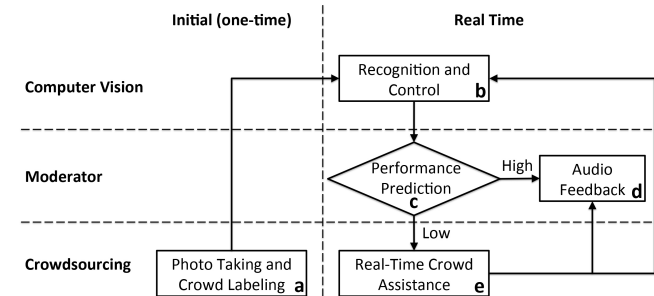 Initial (one-time)
Real Time
Computer Vision
Recognition and
Control b
Moderator
Performance
Prediction
c
High
Audio
Feedback d
Low
Crowdsourcing
Photo Taking and
Crowd Labeling a
Real-Time Crowd
Assistance e